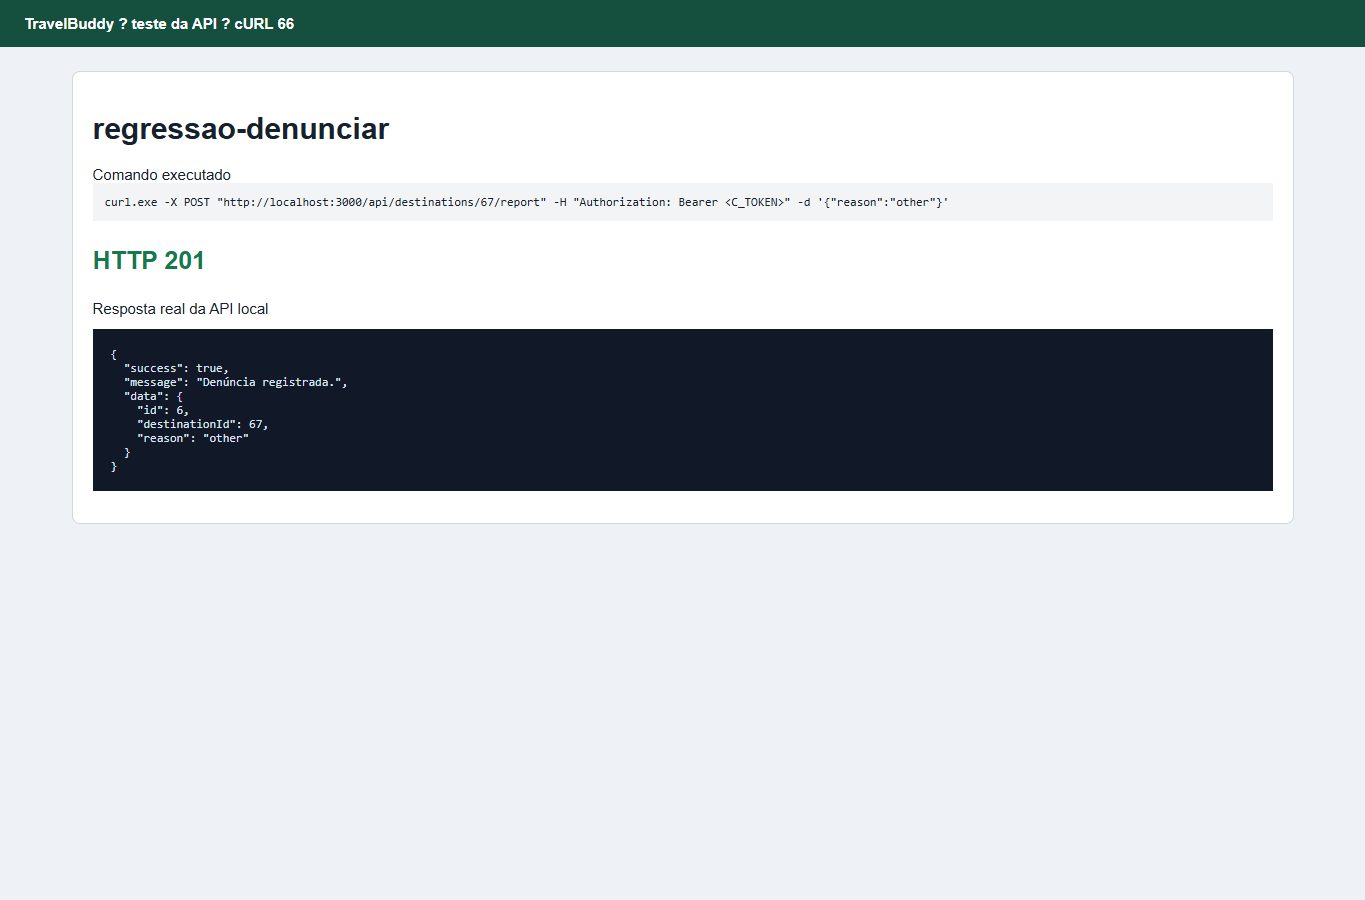 TravelBuddy ? teste da API ? cURL 66
regressao-denunciar
Comando executado
curl.exe -X POST "http://localhost:3000/api/destinations/67/report" -H "Authorization: Bearer <C_TOKEN>" -d '{"reason":"other"}'
HTTP 201
Resposta real da API local
{
  "success": true,
  "message": "Denúncia registrada.",
  "data": {
    "id": 6,
    "destinationId": 67,
    "reason": "other"
  }
}